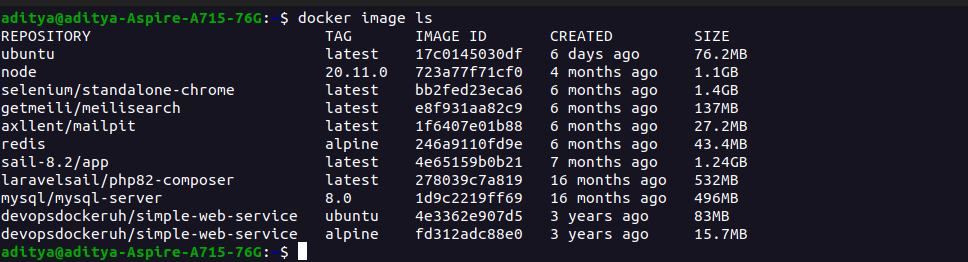 aditya@aditya-Aspire-A715-76G:~$ docker image ls
REPOSITORY TAG IMAGE ID CREATED SIZE
ubuntu latest 17c0145030df 6 days ago 76.2MB
node 20.11.0 723a77f71cf0 4 months ago 1.1GB
selenium/standalone-chrome latest bb2fed23eca6 6 months ago 1.4GB
getmeili/meilisearch latest e8f931aa82c9 6 months ago 137MB
axllent/mailpit latest 1f6407e01b88 6 months ago 27.2MB
redis alpine 246a9110fd9e 6 months ago 43.4MB
sail-8.2/app latest 4e65159b0b21 7 months ago 1.24GB
laravelsail/php82-composer latest 278039c7a819 16 months ago 532MB
mysql/mysql-server 8.0 1d9c2219ff69 16 months ago 496MB
devopsdockeruh/simple-web-service ubuntu 4e3362e907d5 3 years ago 83MB
devopsdockeruh/simple-web-service alpine fd312adc88e0 3 years ago 15.7MB
aditya@aditya-Aspire-A715-76G:~$